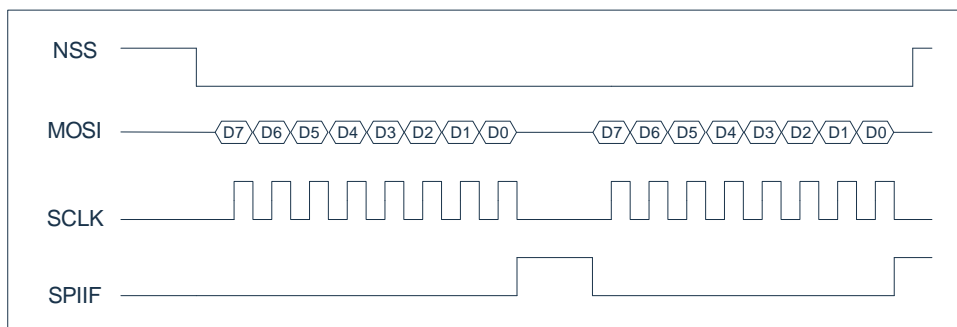 NSS
MOSI D7 D6 D5 D4 D3 D2 D1 D0 D7 D6 D5 D4 D3 D2 D1 D0
SCLK
SPIIF